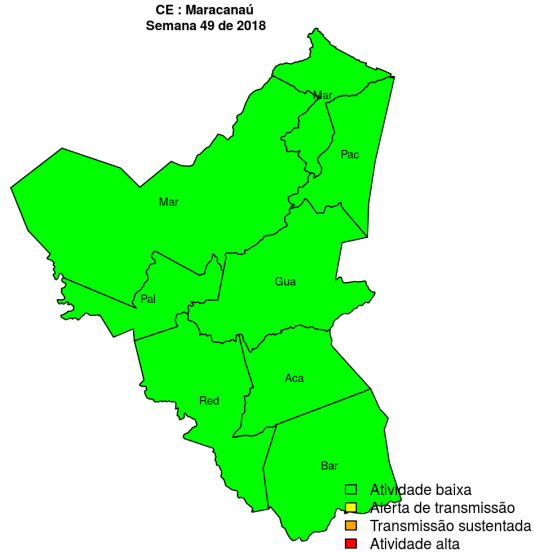 CE : Maracanaú
Semana 49 de 2018
Mar
Pac
Mar
Gua
Pal
Aca
Red
Bar
Atividade baixa
Alerta de transmissão
Transmissão sustentada
Atividade alta